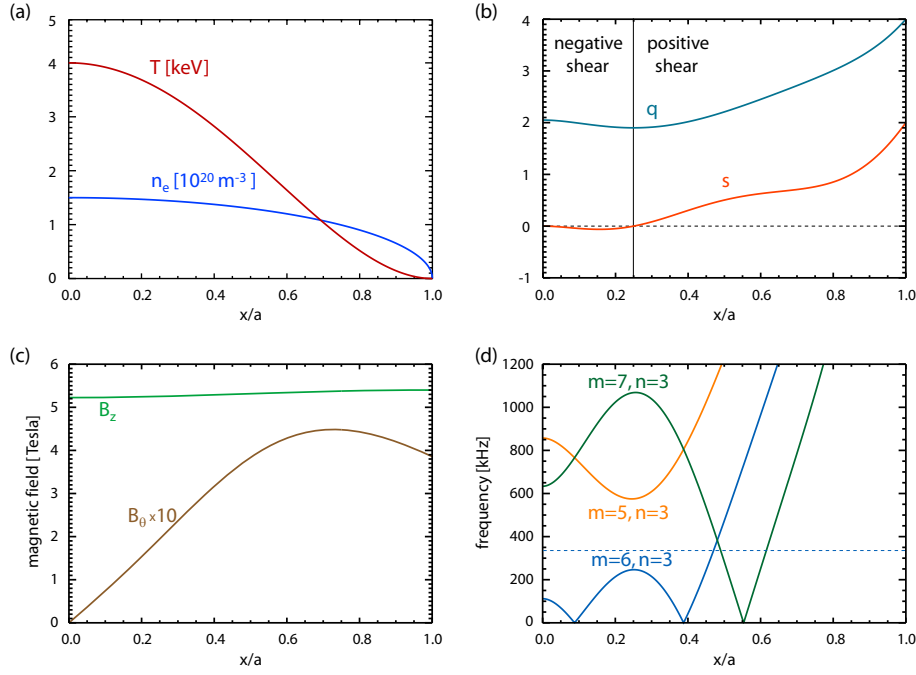 (a)
5
4
3
2
1
0
T [keV]
n_e [10^20 m^-3]
0.0 0.2 0.4 0.6 0.8 1.0
x/a
(b)
4
3
2
1
0
-1
negative
shear
positive
shear
q
s
0.0 0.2 0.4 0.6 0.8 1.0
x/a
(c)
magnetic field [Tesla]
6
5
4
3
2
1
0
B_z
B_θ x10
0.0 0.2 0.4 0.6 0.8 1.0
x/a
(d)
frequency [kHz]
1200
1000
800
600
400
200
0
m=7, n=3
m=5, n=3
m=6, n=3
0.0 0.2 0.4 0.6 0.8 1.0
x/a